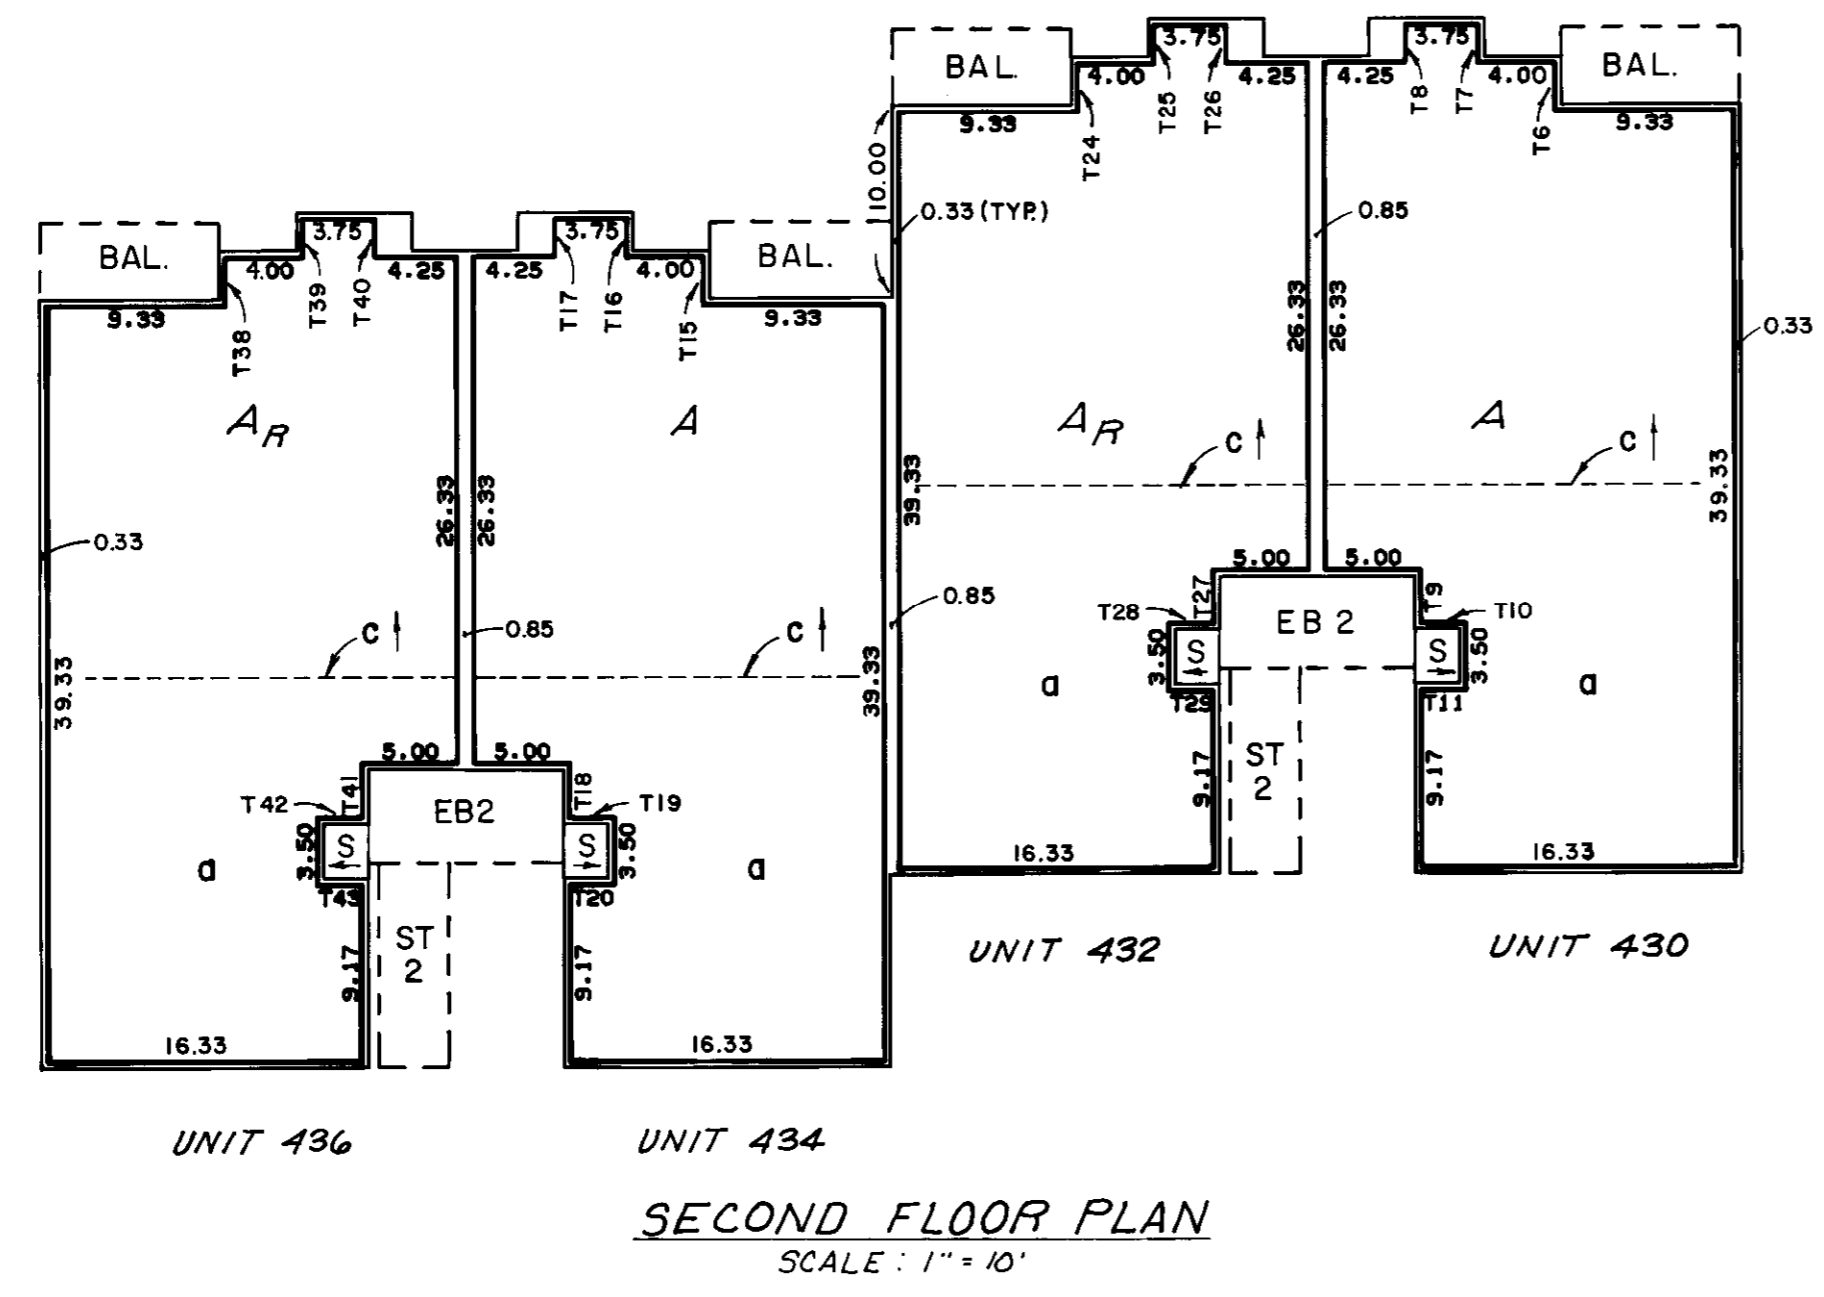 BAL.
3.75
3.75
BAL.
4.00
4.25
4.25
4.00
9.33
T24
T25
T26
T8
T7
T6
9.33
10.00
0.33 (TYP.)
0.85
BAL.
3.75
3.75
BAL.
4.00
4.25
4.25
4.00
9.33
T38
T39
T40
T17
T16
T15
9.33
26.33
26.33
0.33
AR
A
AR
A
C
C
39.33
39.33
26.33
26.33
0.33
0.85
5.00
5.00
T27
EB 2
T9
T28
T10
3.50
S
S
3.50
T29
T11
C
C
0.85
39.33
39.33
a
a
ST
2
9.17
9.17
5.00
5.00
T41
EB2
T18
T42
T19
3.50
S
S
3.50
T43
T20
16.33
16.33
a
a
ST
2
9.17
9.17
UNIT 432
UNIT 430
16.33
16.33
UNIT 436
UNIT 434
SECOND FLOOR PLAN
SCALE : 1" = 10'